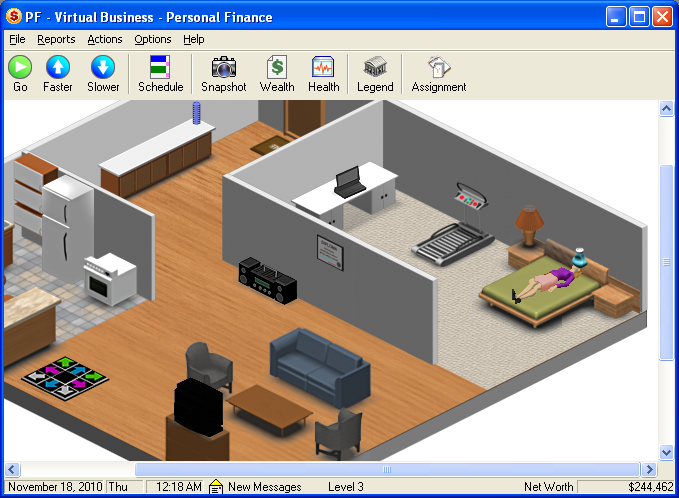 PF - Virtual Business - Personal Finance
File Reports Actions Options Help
Go Faster Slower Schedule Snapshot Wealth Health Legend Assignment
DIPLOMA
November 18, 2010 Thu 12:18 AM New Messages Level 3 Net Worth $244,462